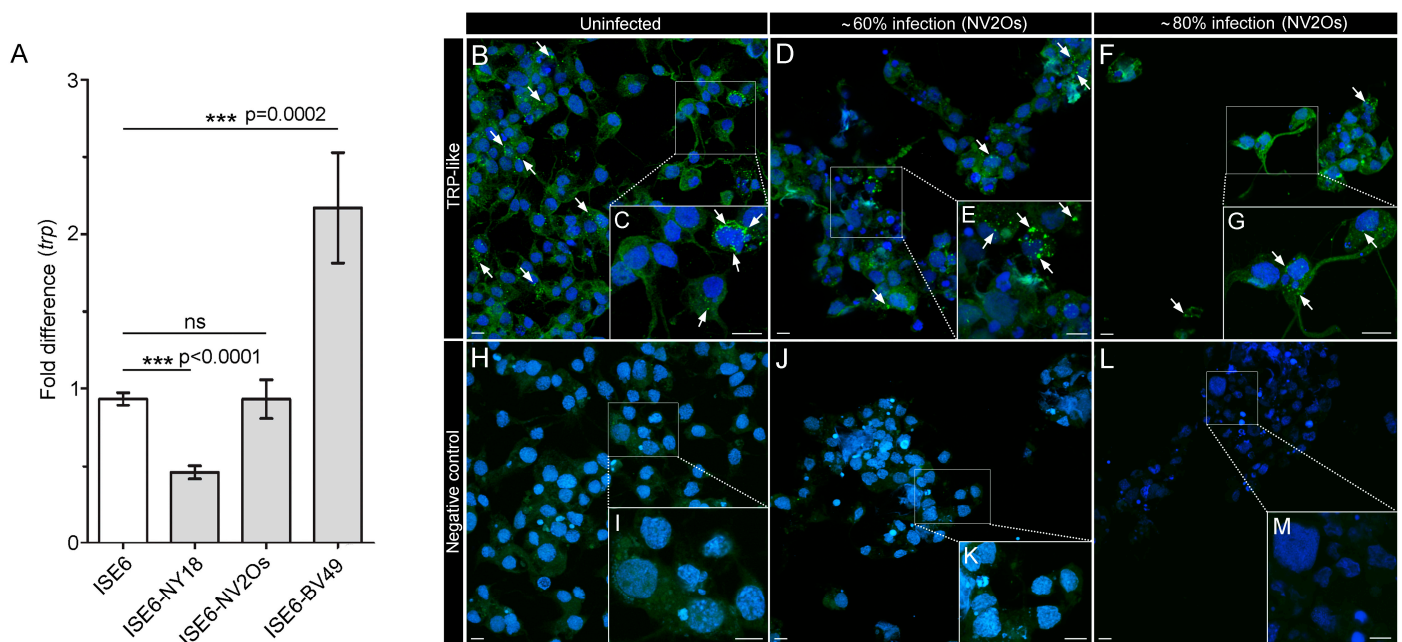 A
3
2
1
0
Fold difference (trp)
*** p=0.0002
ns
*** p<0.0001
ISE6
ISE6-NY18
ISE6-NV2Os
ISE6-BV49
Uninfected
~60% infection (NV2Os)
~80% infection (NV2Os)
TRP-like
B
C
D
E
F
G
Negative control
H
I
J
K
L
M